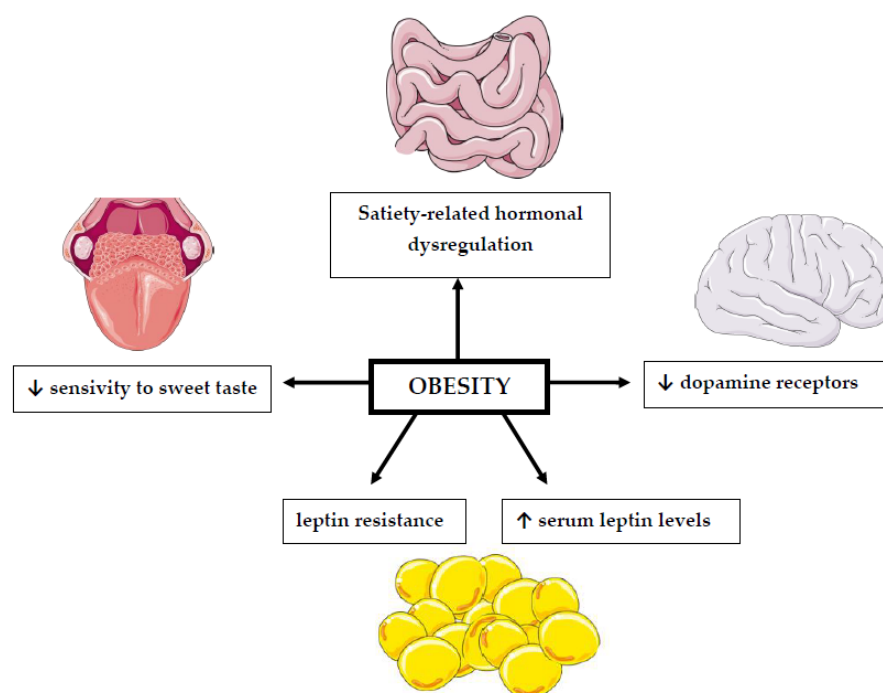 Satiety-related hormonal
dysregulation
↓ sensivity to sweet taste
OBESITY
↓ dopamine receptors
leptin resistance
↑ serum leptin levels